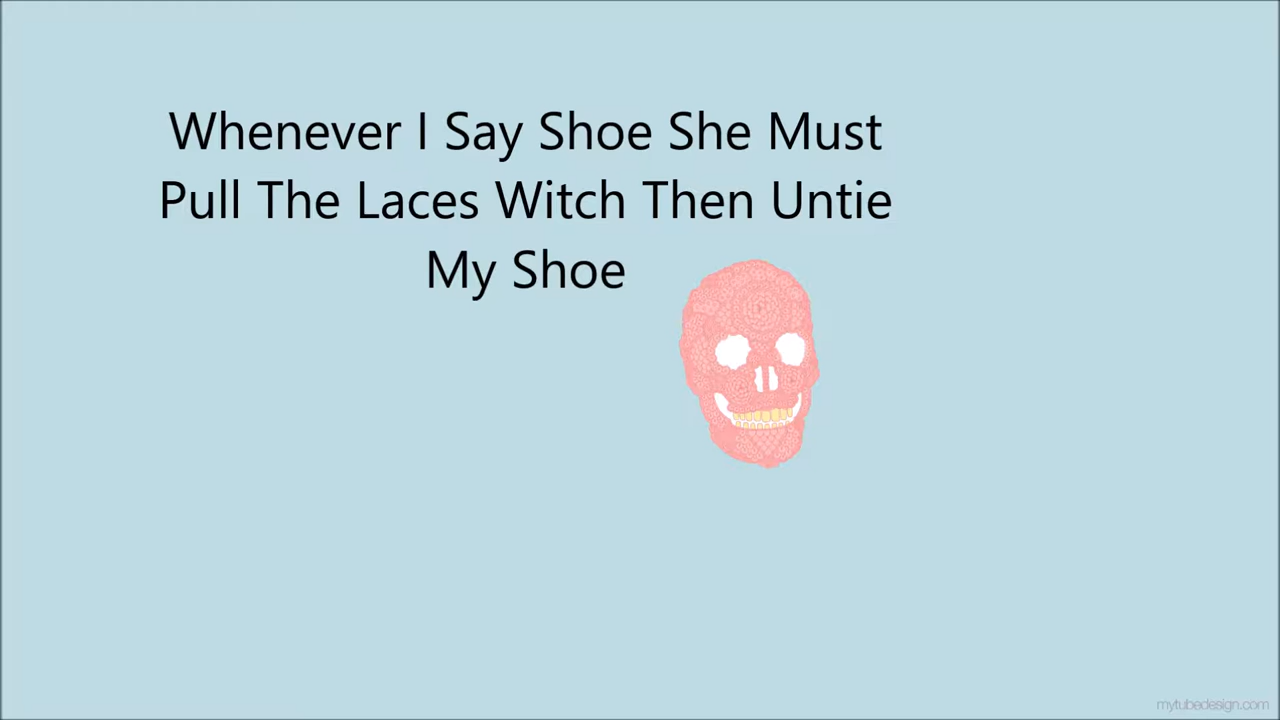 Whenever I Say Shoe She Must
Pull The Laces Witch Then Untie
My Shoe
mytubedesign.com